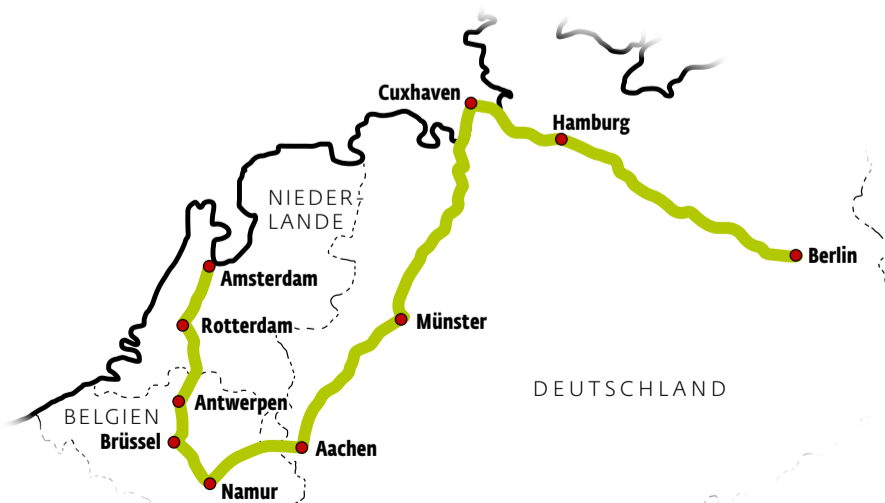 Cuxhaven
Hamburg
NIEDER-
LANDE
Berlin
Amsterdam
Rotterdam
Münster
DEUTSCHLAND
Antwerpen
BELGIEN
Brüssel
Aachen
Namur